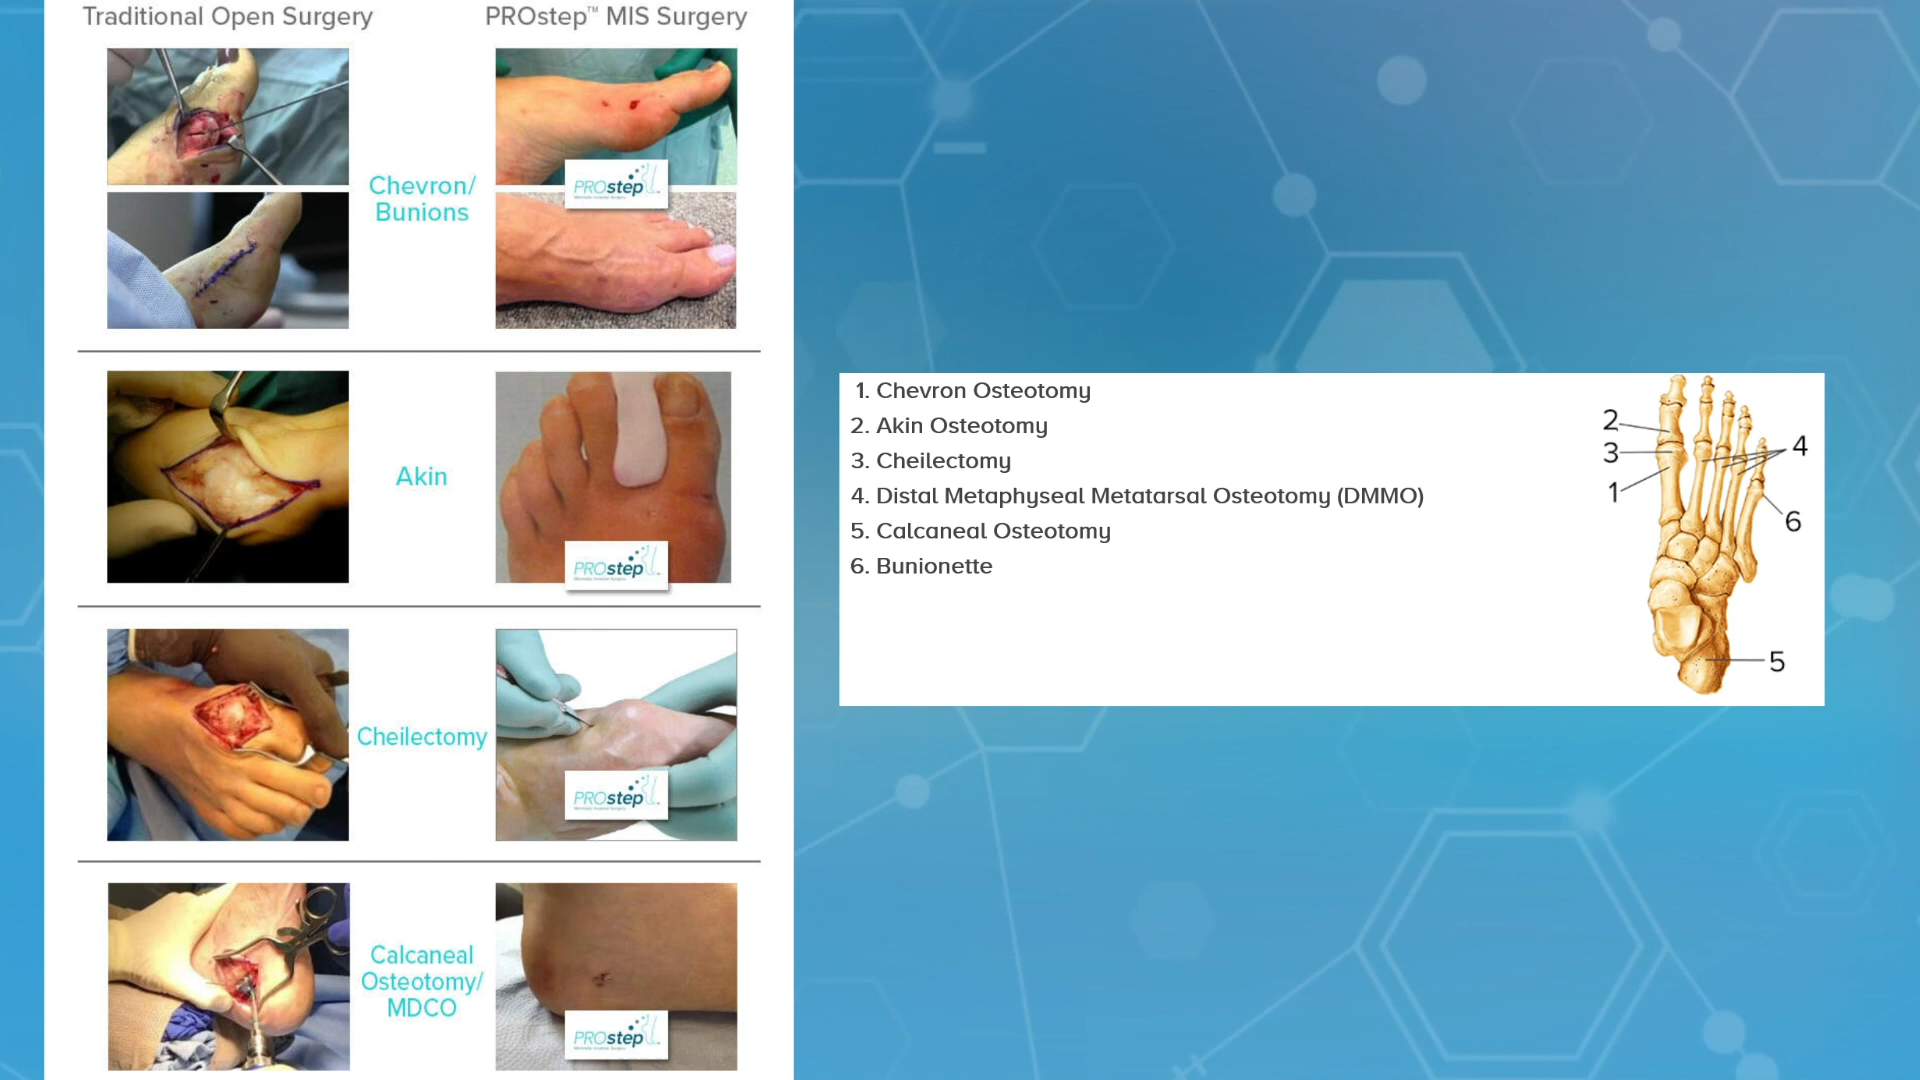 Traditional Open Surgery
PROstep™ MIS Surgery
Chevron/
Bunions
PROstep
Akin
PROstep
Cheilectomy
PROstep
Calcaneal
Osteotomy/
MDCO
PROstep
1. Chevron Osteotomy
2. Akin Osteotomy
3. Cheilectomy
4. Distal Metaphyseal Metatarsal Osteotomy (DMMO)
5. Calcaneal Osteotomy
6. Bunionette
2
3
1
4
6
5